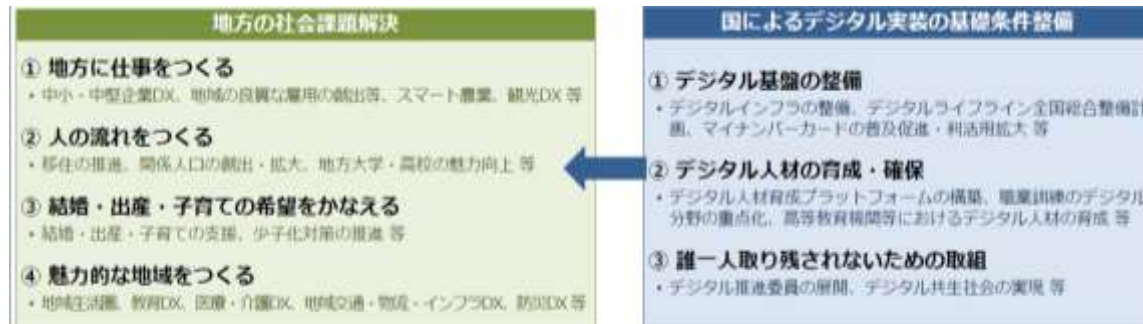 地方の社会課題解決
① 地方に仕事をつくる
・中小・中堅企業DX、地域の良質な雇用の創出等、スマート農業、観光DX 等
② 人の流れをつくる
・移住の推進、関係人口の創出・拡大、地方大学・高校の魅力向上 等
③ 結婚・出産・子育ての希望をかなえる
・結婚・出産・子育ての支援、少子化対策の推進 等
④ 魅力的な地域をつくる
・地域生活圏、教育DX、医療・介護DX、地域交通・物流・インフラDX、防災DX 等
国によるデジタル実装の基礎条件整備
① デジタル基盤の整備
・デジタルインフラの整備、デジタルライフライン全国総合整備計
画、マイナンバーカードの普及促進・利活用拡大 等
② デジタル人材の育成・確保
・デジタル人材育成プラットフォームの構築、職業訓練のデジタル
分野の重点化、高等教育機関等におけるデジタル人材の育成 等
③ 誰一人取り残されないための取組
・デジタル推進委員の展開、デジタル共生社会の実現 等